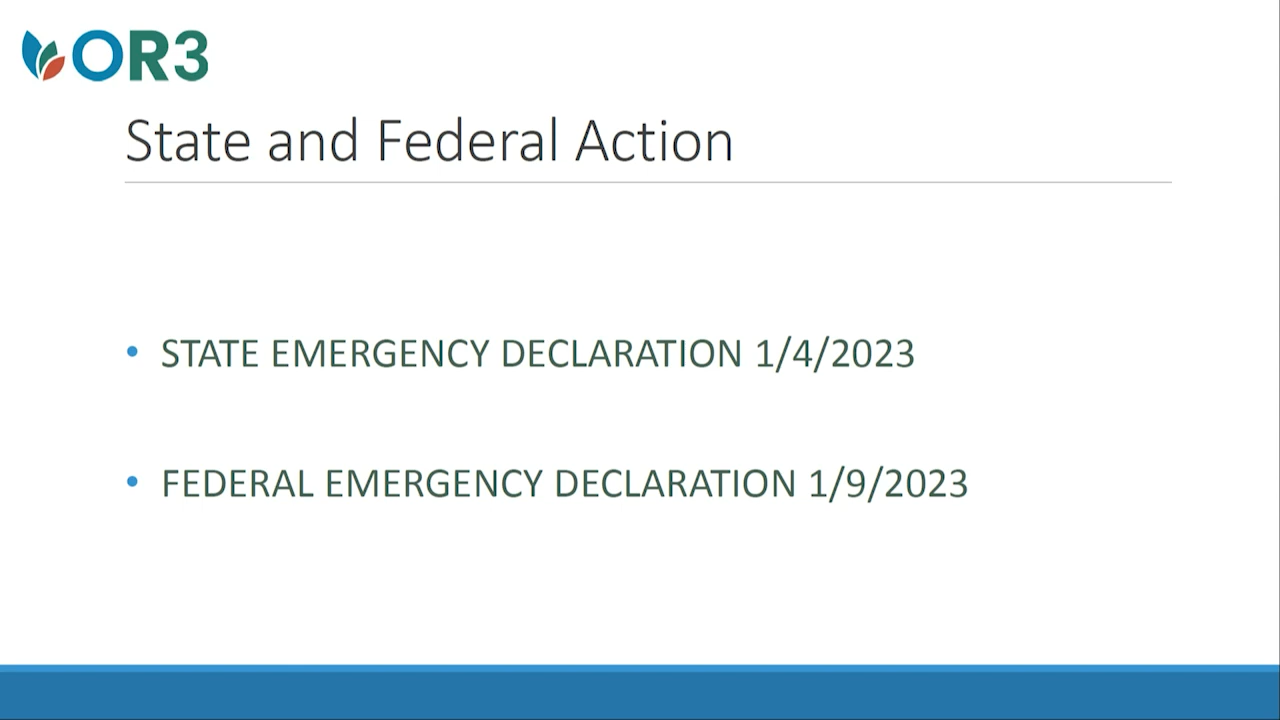 OR3
State and Federal Action
• STATE EMERGENCY DECLARATION 1/4/2023
• FEDERAL EMERGENCY DECLARATION 1/9/2023